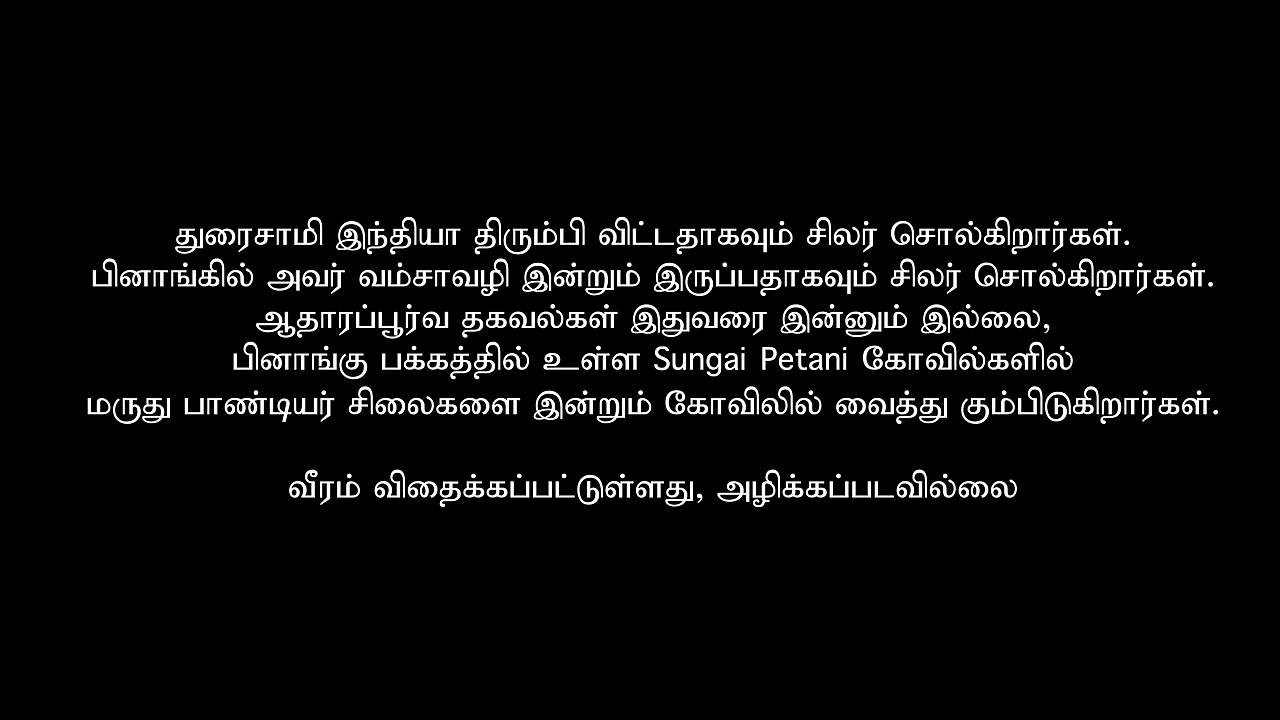 துரைசாமி இந்தியா திரும்பி விட்டதாகவும் சிலர் சொல்கிறார்கள்.
பினாங்கில் அவர் வம்சாவழி இன்றும் இருப்பதாகவும் சிலர் சொல்கிறார்கள்.
ஆதாரப்பூர்வ தகவல்கள் இதுவரை இன்னும் இல்லை,
பினாங்கு பக்கத்தில் உள்ள Sungai Petani கோவில்களில்
மருது பாண்டியர் சிலைகளை இன்றும் கோவிலில் வைத்து கும்பிடுகிறார்கள்.
வீரம் விதைக்கப்பட்டுள்ளது, அழிக்கப்படவில்லை